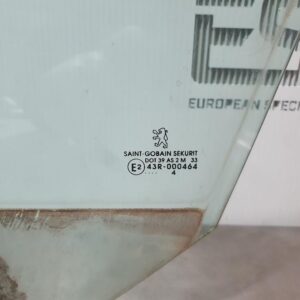 EUROPEAN SPEC
SAINT-GOBAIN SEKURIT
DOT 39 AS 2 M 33
E2 43R-000464
4